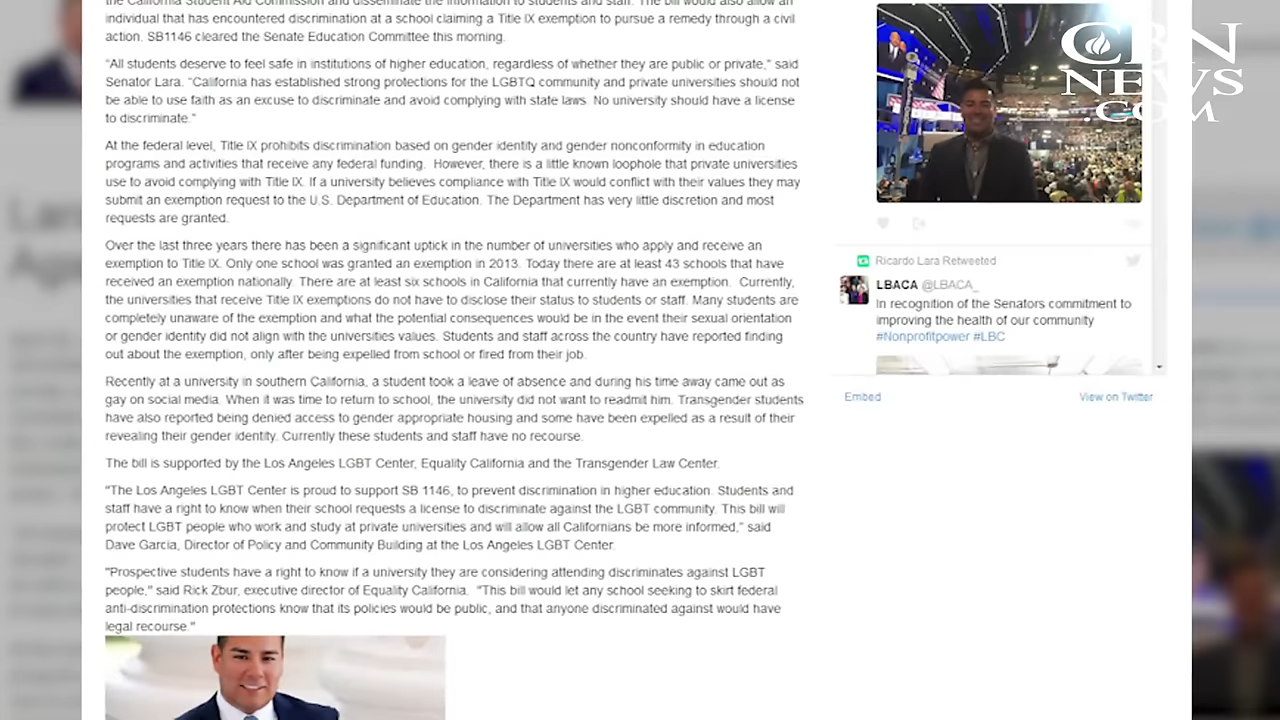 the California Student Aid Commission and disseminate the information to students and staff. The bill would also allow an
individual that has encountered discrimination at a school claiming a Title IX exemption to pursue a remedy through a civil
action. SB1146 cleared the Senate Education Committee this morning.
“All students deserve to feel safe in institutions of higher education, regardless of whether they are public or private,” said
Senator Lara. “California has established strong protections for the LGBTQ community and private universities should not
be able to use faith as an excuse to discriminate and avoid complying with state laws. No university should have a license
to discriminate.”
At the federal level, Title IX prohibits discrimination based on gender identity and gender nonconformity in education
programs and activities that receive any federal funding. However, there is a little known loophole that private universities
use to avoid complying with Title IX. If a university believes compliance with Title IX would conflict with their values they may
submit an exemption request to the U.S. Department of Education. The Department has very little discretion and most
requests are granted.
Over the last three years there has been a significant uptick in the number of universities who apply and receive an
exemption to Title IX. Only one school was granted an exemption in 2013. Today there are at least 43 schools that have
received an exemption nationally. There are at least six schools in California that currently have an exemption. Currently,
the universities that receive Title IX exemptions do not have to disclose their status to students or staff. Many students are
completely unaware of the exemption and what the potential consequences would be in the event their sexual orientation
or gender identity did not align with the universities values. Students and staff across the country have reported finding
out about the exemption, only after being expelled from school or fired from their job.
Recently at a university in southern California, a student took a leave of absence and during his time away came out as
gay on social media. When it was time to return to school, the university did not want to readmit him. Transgender students
have also reported being denied access to gender appropriate housing and some have been expelled as a result of their
revealing their gender identity. Currently these students and staff have no recourse.
The bill is supported by the Los Angeles LGBT Center, Equality California and the Transgender Law Center.
"The Los Angeles LGBT Center is proud to support SB 1146, to prevent discrimination in higher education. Students and
staff have a right to know when their school requests a license to discriminate against the LGBT community. This bill will
protect LGBT people who work and study at private universities and will allow all Californians be more informed,” said
Dave Garcia, Director of Policy and Community Building at the Los Angeles LGBT Center.
"Prospective students have a right to know if a university they are considering attending discriminates against LGBT
people," said Rick Zbur, executive director of Equality California. "This bill would let any school seeking to skirt federal
anti-discrimination protections know that its policies would be public, and that anyone discriminated against would have
legal recourse."
CBN
NEWS
.COM
Ricardo Lara Retweeted
LBACA @LBACA_
In recognition of the Senators commitment to
improving the health of our community
#Nonprofitpower #LBC
Embed
View on Twitter